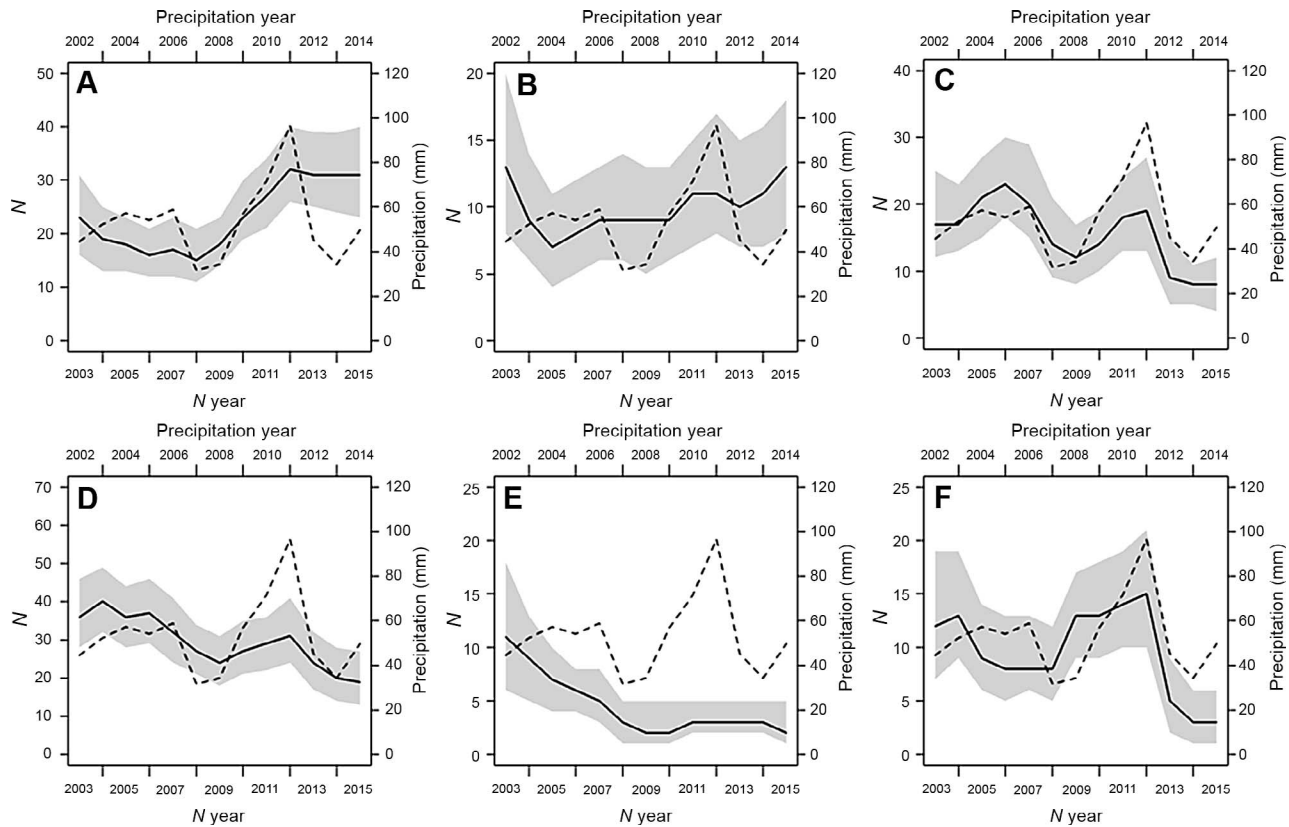 Precipitation year Precipitation year Precipitation year
2002 2004 2006 2008 2010 2012 2014 2002 2004 2006 2008 2010 2012 2014 2002 2004 2006 2008 2010 2012 2014
A B C
50 40 30 20 10 0
N
120 100 80 60 40 20 0
Precipitation (mm)
20 15 10 5 0
120 100 80 60 40 20 0
Precipitation (mm)
40 30 20 10 0
120 100 80 60 40 20 0
Precipitation (mm)
2003 2005 2007 2009 2011 2013 2015 2003 2005 2007 2009 2011 2013 2015 2003 2005 2007 2009 2011 2013 2015
N year N year N year
Precipitation year Precipitation year Precipitation year
2002 2004 2006 2008 2010 2012 2014 2002 2004 2006 2008 2010 2012 2014 2002 2004 2006 2008 2010 2012 2014
D E F
70 60 50 40 30 20 10 0
N
120 100 80 60 40 20 0
Precipitation (mm)
25 20 15 10 5 0
120 100 80 60 40 20 0
Precipitation (mm)
25 20 15 10 5 0
120 100 80 60 40 20 0
Precipitation (mm)
2003 2005 2007 2009 2011 2013 2015 2003 2005 2007 2009 2011 2013 2015 2003 2005 2007 2009 2011 2013 2015
N year N year N year